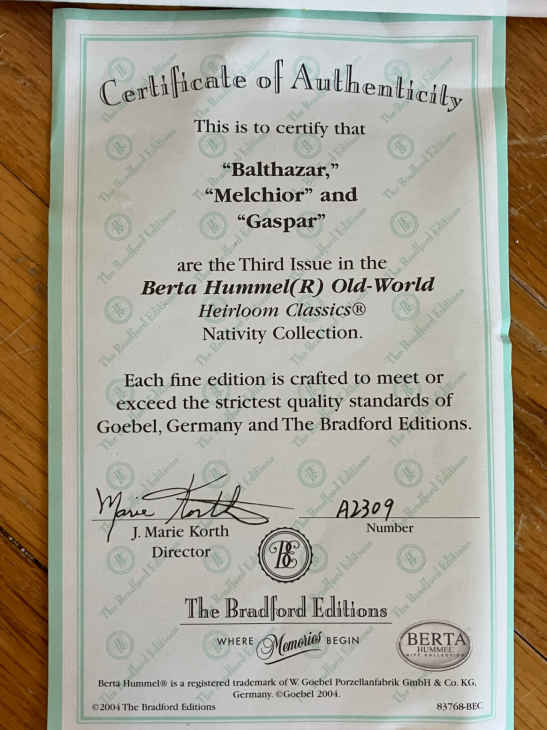 Certificate of Authenticity
This is to certify that
“Balthazar,”
“Melchior” and
“Gaspar”
are the Third Issue in the
Berta Hummel(R) Old-World
Heirloom Classics®
Nativity Collection.
Each fine edition is crafted to meet or
exceed the strictest quality standards of
Goebel, Germany and The Bradford Editions.
Marie Korth
A2309
J. Marie Korth
Number
Director
BE
The Bradford Editions
WHERE Memories BEGIN
BERTA
HUMMEL
GIFT COLLECTION
Berta Hummel® is a registered trademark of W. Goebel Porzellanfabrik GmbH & Co. KG,
Germany. ©Goebel 2004.
©2004 The Bradford Editions
83768-BEC